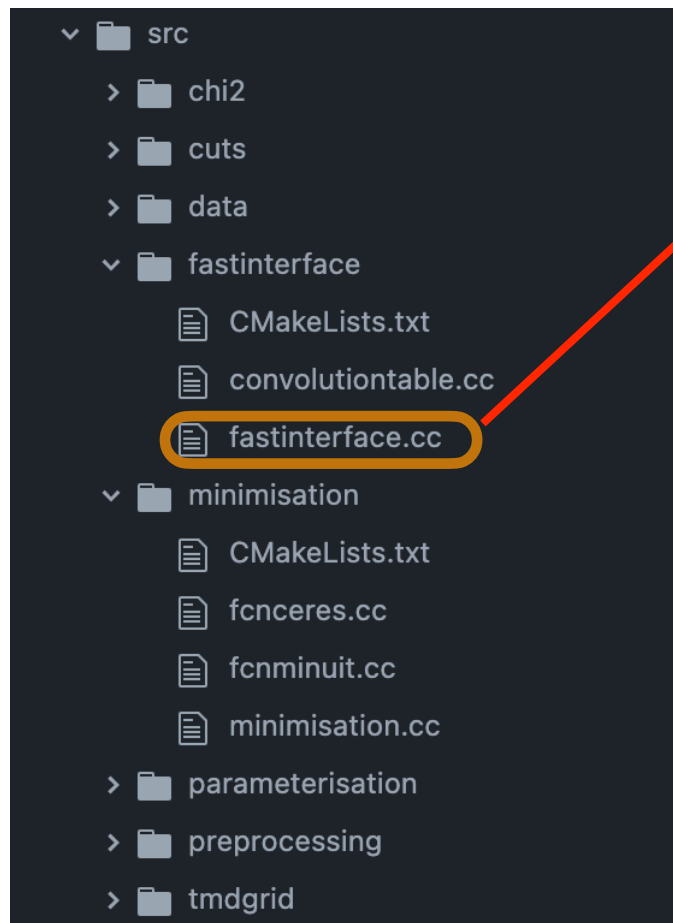 src
chi2
cuts
data
fastinterface
CMakeLists.txt
convolutiontable.cc
fastinterface.cc
minimisation
CMakeLists.txt
fcnceres.cc
fcnminuit.cc
minimisation.cc
parameterisation
preprocessing
tmdgrid